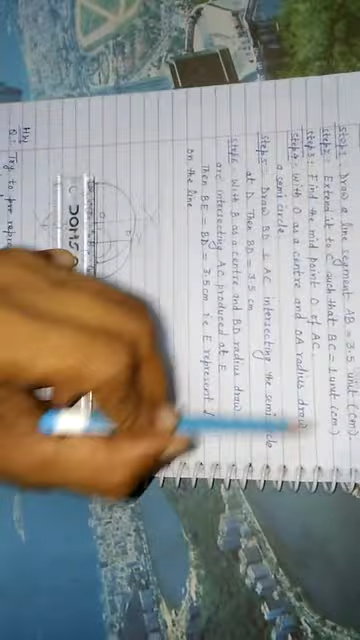 Step 1: Draw a line segment AB = 3.5 unit (cm)
Step 2: Extend it to C such that BC = 1 unit (cm)
Step 3: Find the mid point O of AC.
Step 4: With O as a centre and OA radius draw
a semi circle.
Step 5: Draw BD ⊥ AC intersecting the semi
at D. Then BD = √3.5 cm
Step 6: With B as a centre and BD radius draw
arc intersecting AC produced at E
Then BE = BD = √3.5 cm i.e E represent
on the line
DOMS
HW
Q: Try to